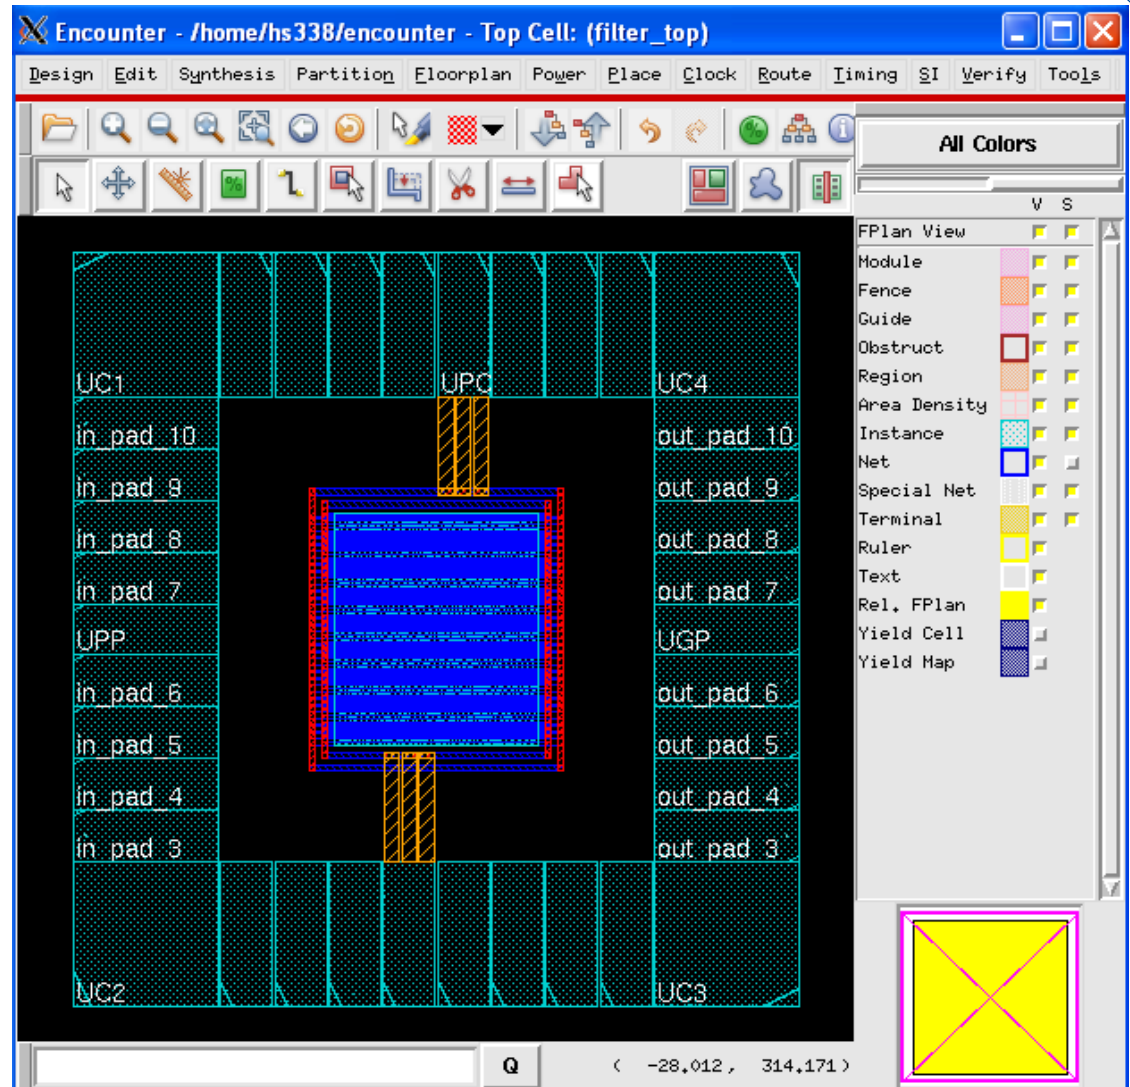 Encounter - /home/hs338/encounter - Top Cell: (filter_top)
Design Edit Synthesis Partition Floorplan Power Place Clock Route Timing SI Verify Tools
All Colors
V S
FPlan View
Module
Fence
Guide
Obstruct
Region
Area Density
Instance
Net
Special Net
Terminal
Ruler
Text
Rel. FPlan
Yield Cell
Yield Map
UC1 UPC UC4
in_pad_10 out_pad_10
in_pad_9 out_pad_9
in_pad_8 out_pad_8
in_pad_7 out_pad_7
UPP UGP
in_pad_6 out_pad_6
in_pad_5 out_pad_5
in_pad_4 out_pad_4
in_pad_3 out_pad_3
UC2 UC3
Q ( -28.012, 314.171)